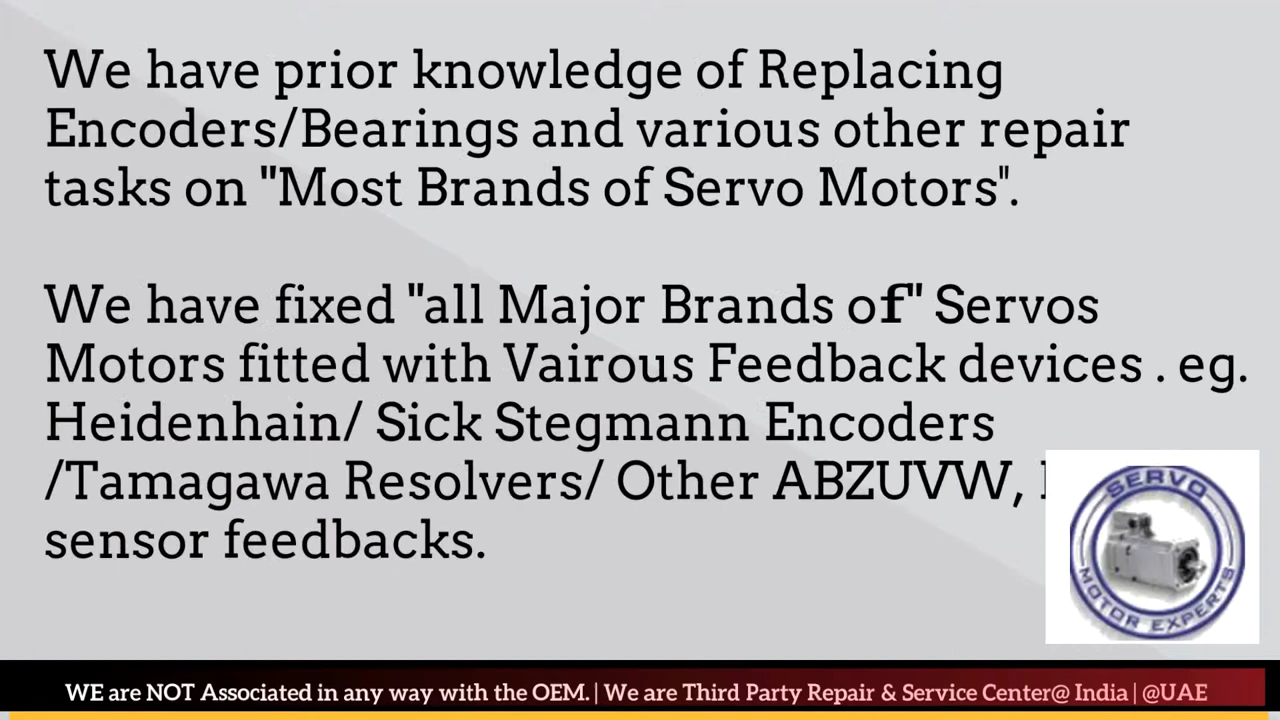 We have prior knowledge of Replacing
Encoders/Bearings and various other repair
tasks on "Most Brands of Servo Motors".
We have fixed "all Major Brands of" Servos
Motors fitted with Vairous Feedback devices . eg.
Heidenhain/ Sick Stegmann Encoders
/Tamagawa Resolvers/ Other ABZUVW,
sensor feedbacks.
SERVO
MOTOR EXPERTS
WE are NOT Associated in any way with the OEM. | We are Third Party Repair & Service Center@ India | @UAE